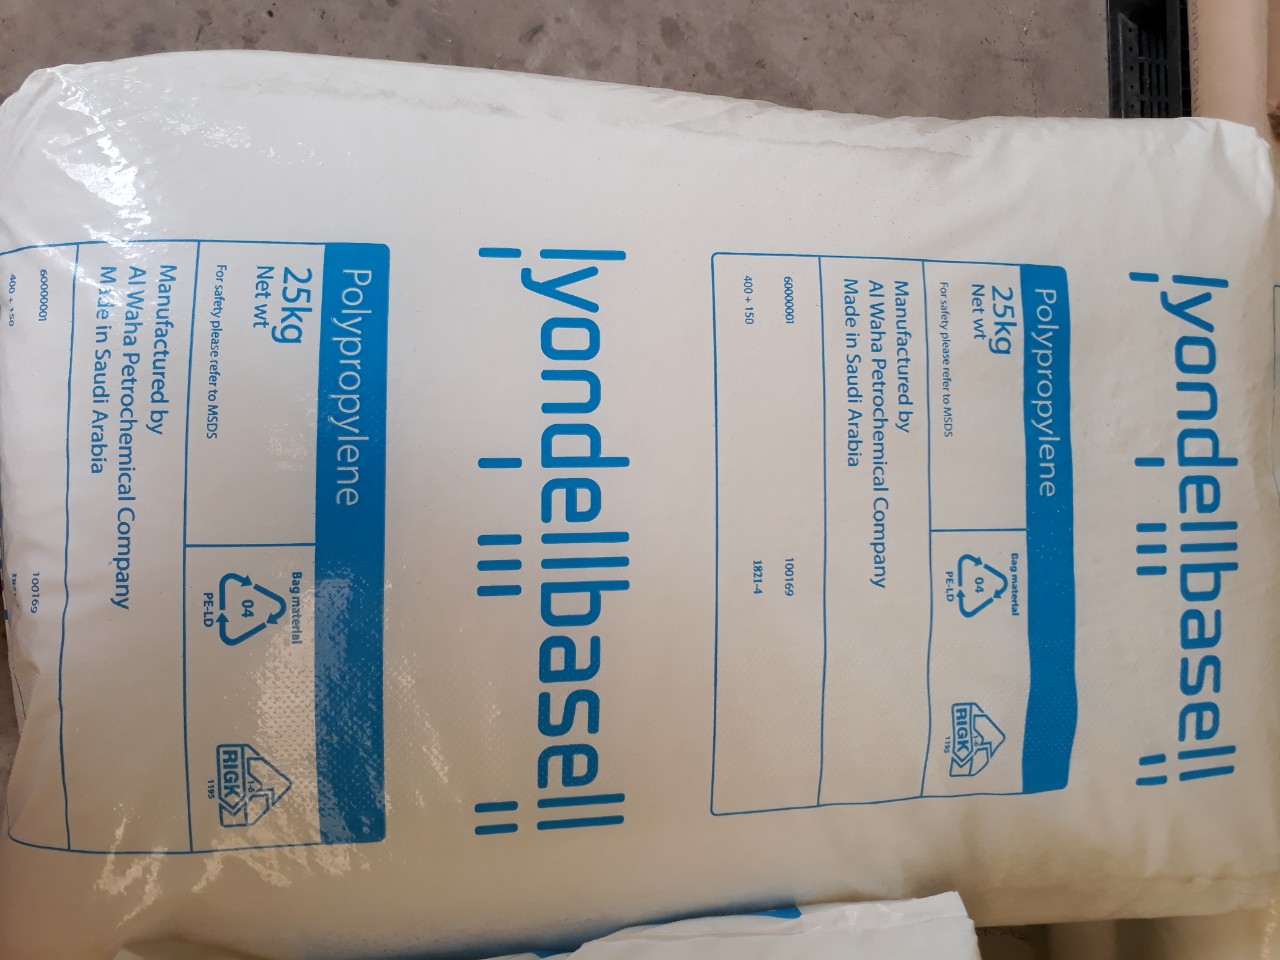 lyondellbasell
Polypropylene
25kg
Net wt
For safety please refer to MSDS
Bag material
04
PE-LD
RIGK
1195
Manufactured by
Al Waha Petrochemical Company
Made in Saudi Arabia
60000001
100169
400 + 150
1821-4
lyondellbasell
Polypropylene
25kg
Net wt
For safety please refer to MSDS
Bag material
04
PE-LD
RIGK
1195
Manufactured by
Al Waha Petrochemical Company
Made in Saudi Arabia
60000001
100169
400 + 150